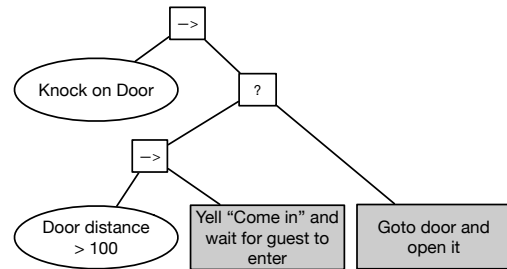 —>
Knock on Door
?
—>
Door distance
> 100
Yell “Come in” and
wait for guest to
enter
Goto door and
open it